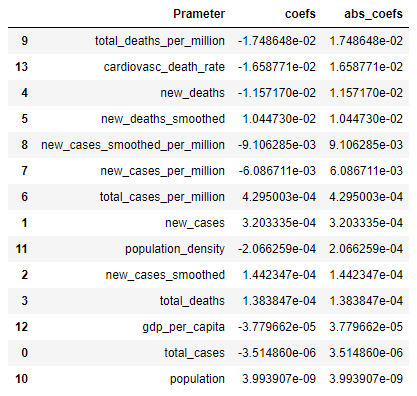 Prameter coefs abs_coefs
9 total_deaths_per_million -1.748648e-02 1.748648e-02
13 cardiovasc_death_rate -1.658771e-02 1.658771e-02
4 new_deaths -1.157170e-02 1.157170e-02
5 new_deaths_smoothed 1.044730e-02 1.044730e-02
8 new_cases_smoothed_per_million -9.106285e-03 9.106285e-03
7 new_cases_per_million -6.086711e-03 6.086711e-03
6 total_cases_per_million 4.295003e-04 4.295003e-04
1 new_cases 3.203335e-04 3.203335e-04
11 population_density -2.066259e-04 2.066259e-04
2 new_cases_smoothed 1.442347e-04 1.442347e-04
3 total_deaths 1.383847e-04 1.383847e-04
12 gdp_per_capita -3.779662e-05 3.779662e-05
0 total_cases -3.514860e-06 3.514860e-06
10 population 3.993907e-09 3.993907e-09